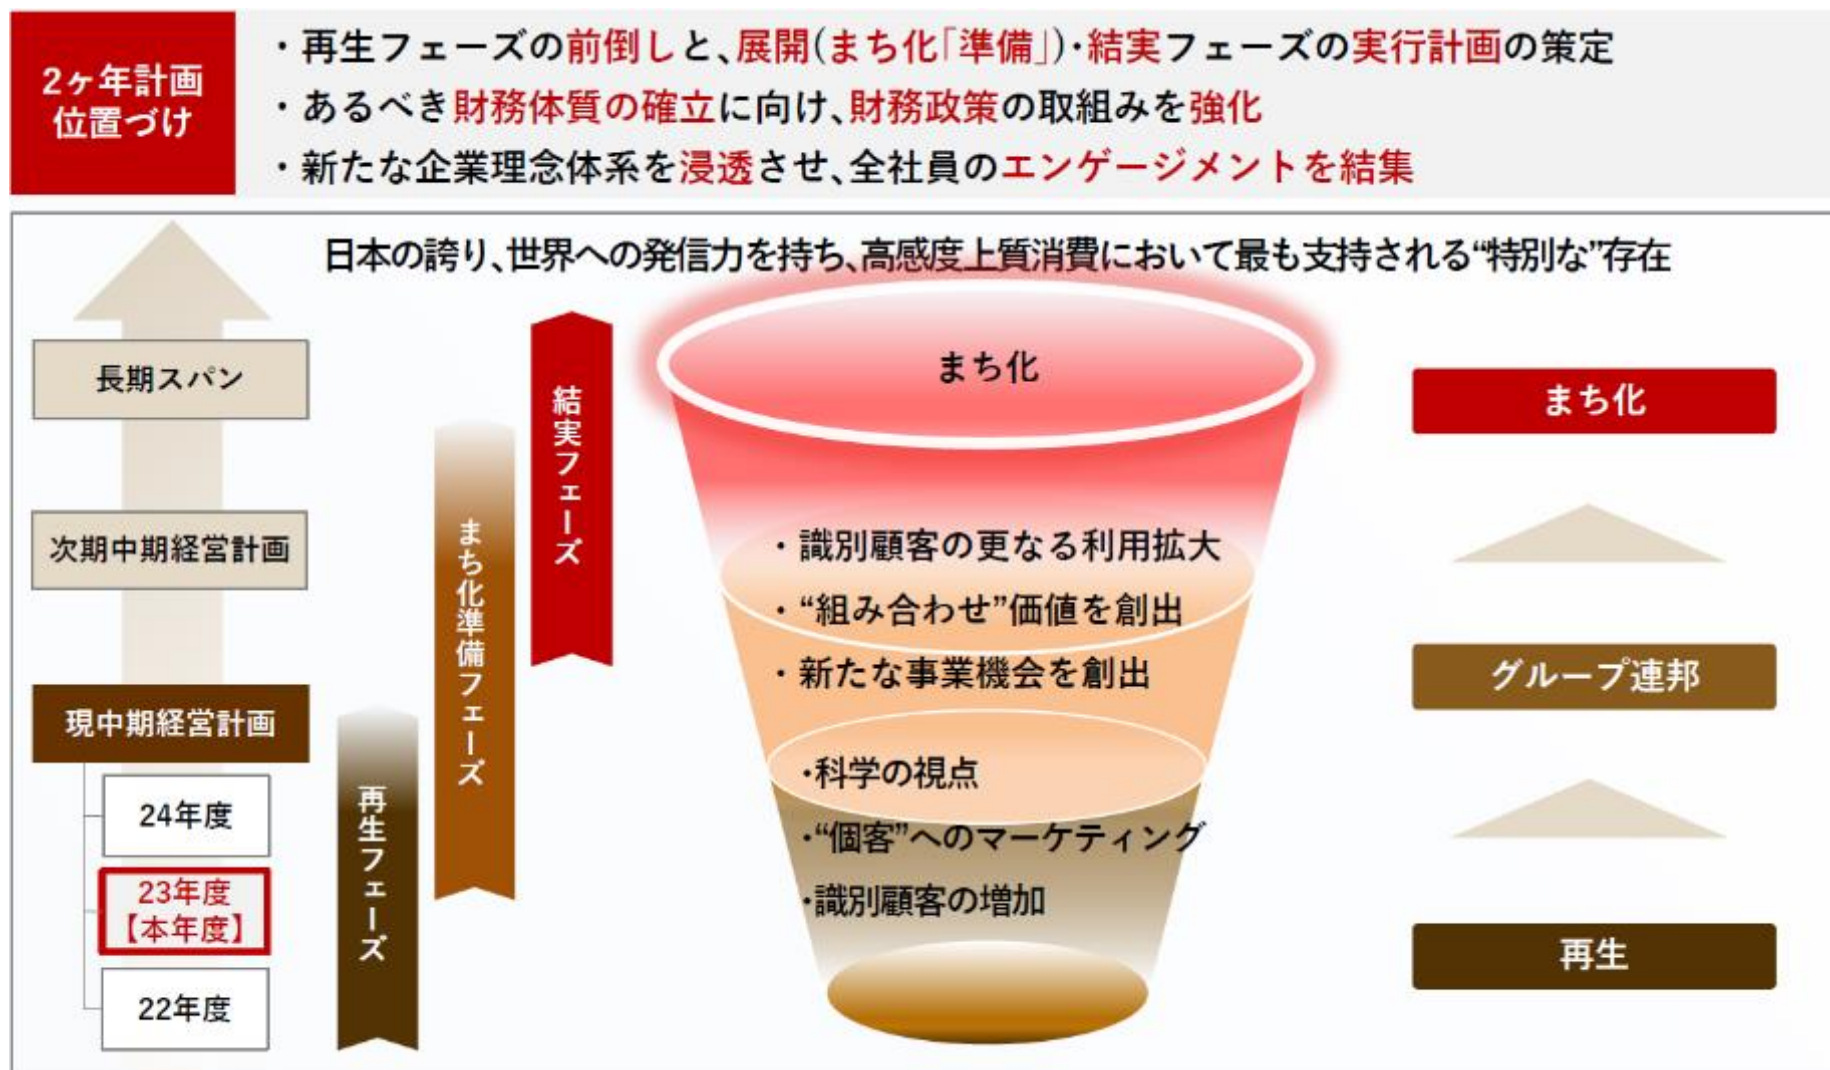 2ヶ年計画
位置づけ
・再生フェーズの前倒しと、展開(まち化「準備」)・結実フェーズの実行計画の策定
・あるべき財務体質の確立に向け、財務政策の取組みを強化
・新たな企業理念体系を浸透させ、全社員のエンゲージメントを結集
日本の誇り、世界への発信力を持ち、高感度上質消費において最も支持される“特別な”存在
長期スパン
次期中期経営計画
現中期経営計画
24年度
23年度
【本年度】
22年度
再生フェーズ
まち化準備フェーズ
結実フェーズ
まち化
・識別顧客の更なる利用拡大
・“組み合わせ”価値を創出
・新たな事業機会を創出
・科学の視点
・“個客”へのマーケティング
・識別顧客の増加
まち化
グループ連邦
再生